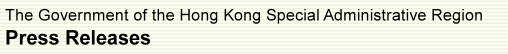 The Government of the Hong Kong Special Administrative Region
Press Releases